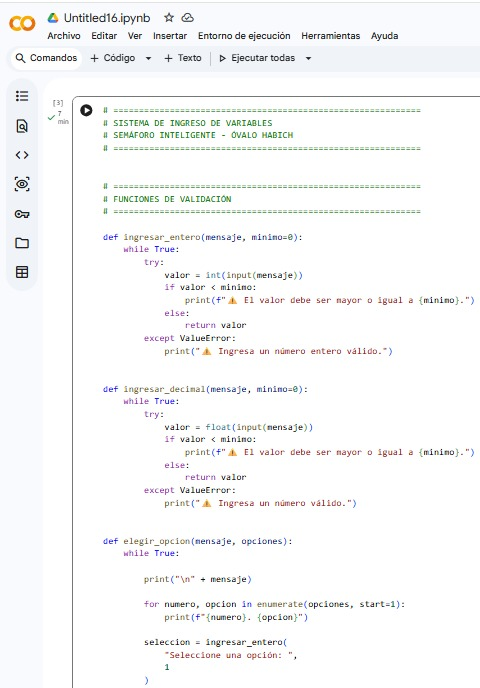 CO Untitled16.ipynb
Archivo Editar Ver Insertar Entorno de ejecución Herramientas Ayuda
Comandos + Código + Texto Ejecutar todas
[3]
7
min
# ============================================================
# SISTEMA DE INGRESO DE VARIABLES
# SEMÁFORO INTELIGENTE - ÓVALO HABICH
# ============================================================
# ============================================================
# FUNCIONES DE VALIDACIÓN
# ============================================================
def ingresar_entero(mensaje, minimo=0):
    while True:
        try:
            valor = int(input(mensaje))
            if valor < minimo:
                print(f"⚠️ El valor debe ser mayor o igual a {minimo}.")
            else:
                return valor
        except ValueError:
            print("⚠️ Ingresa un número entero válido.")
def ingresar_decimal(mensaje, minimo=0):
    while True:
        try:
            valor = float(input(mensaje))
            if valor < minimo:
                print(f"⚠️ El valor debe ser mayor o igual a {minimo}.")
            else:
                return valor
        except ValueError:
            print("⚠️ Ingresa un número válido.")
def elegir_opcion(mensaje, opciones):
    while True:
        print("\n" + mensaje)
        for numero, opcion in enumerate(opciones, start=1):
            print(f"{numero}. {opcion}")
        seleccion = ingresar_entero(
            "Seleccione una opción: ",
            1
        )